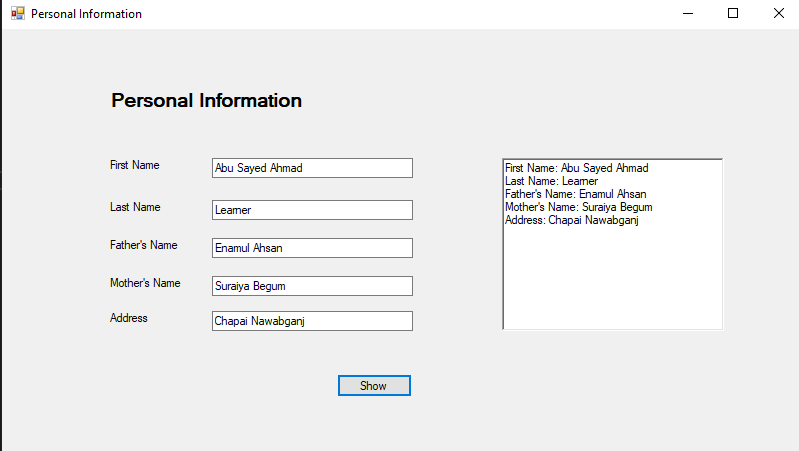 Personal Information
Personal Information
First Name Abu Sayed Ahmad
Last Name Learner
Father's Name Enamul Ahsan
Mother's Name Suraiya Begum
Address Chapai Nawabganj
First Name: Abu Sayed Ahmad
Last Name: Learner
Father's Name: Enamul Ahsan
Mother's Name: Suraiya Begum
Address: Chapai Nawabganj
Show